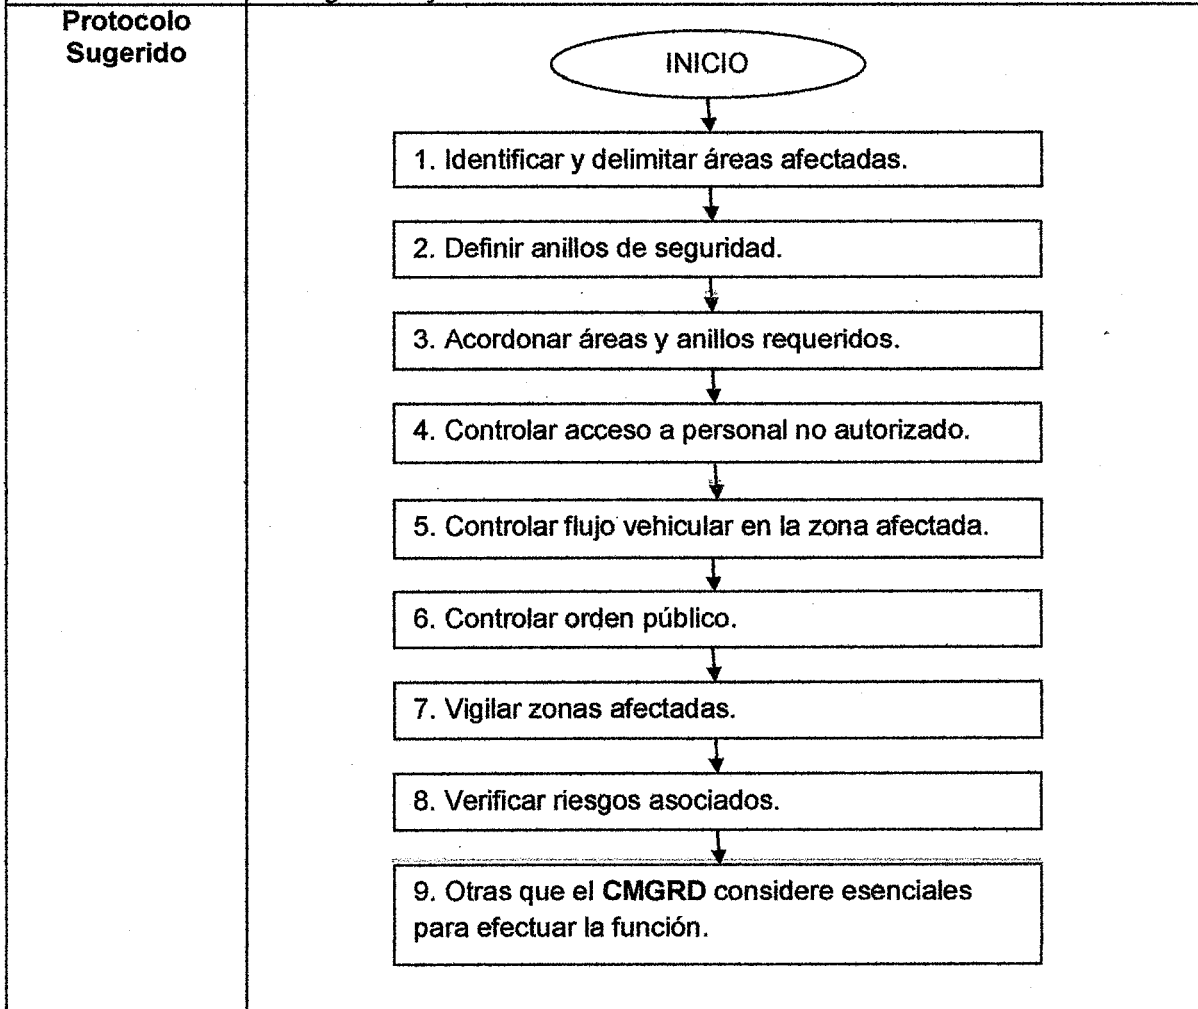 Protocolo
Sugerido
INICIO
1. Identificar y delimitar áreas afectadas.
2. Definir anillos de seguridad.
3. Acordonar áreas y anillos requeridos.
4. Controlar acceso a personal no autorizado.
5. Controlar flujo vehicular en la zona afectada.
6. Controlar orden público.
7. Vigilar zonas afectadas.
8. Verificar riesgos asociados.
9. Otras que el CMGRD considere esenciales
para efectuar la función.